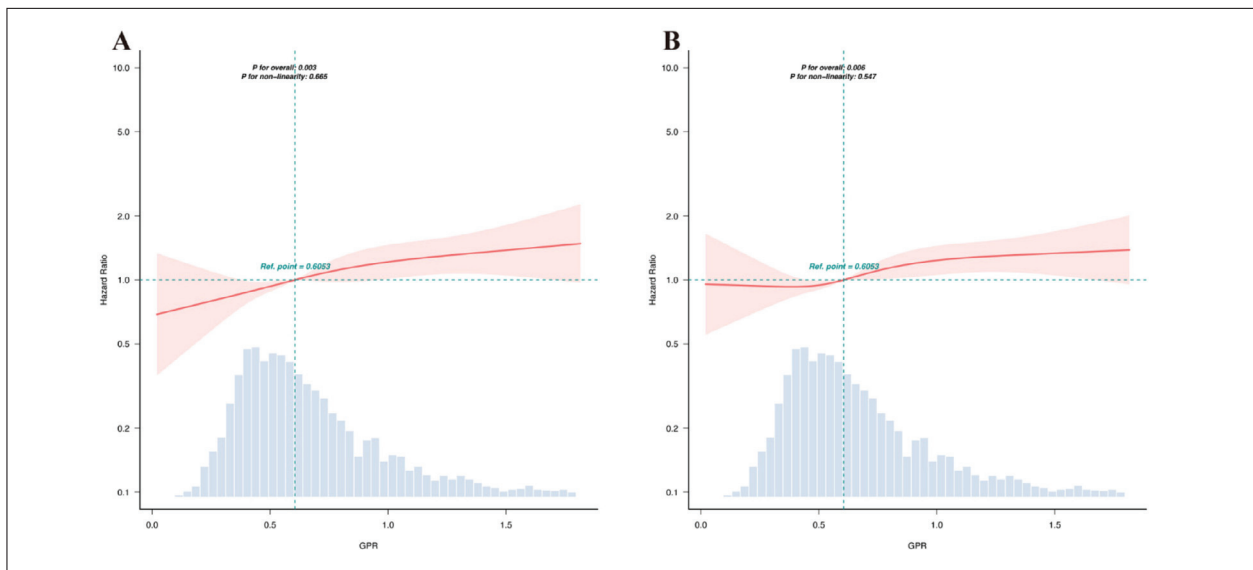 A
P for overall: 0.003
P for non-linearity: 0.665
10.0
5.0
2.0
1.0
0.5
0.2
0.1
Hazard Ratio
Ref. point = 0.6053
0.0
0.5
1.0
1.5
GPR
B
P for overall: 0.006
P for non-linearity: 0.547
10.0
5.0
2.0
1.0
0.5
0.2
0.1
Hazard Ratio
Ref. point = 0.6053
0.0
0.5
1.0
1.5
GPR